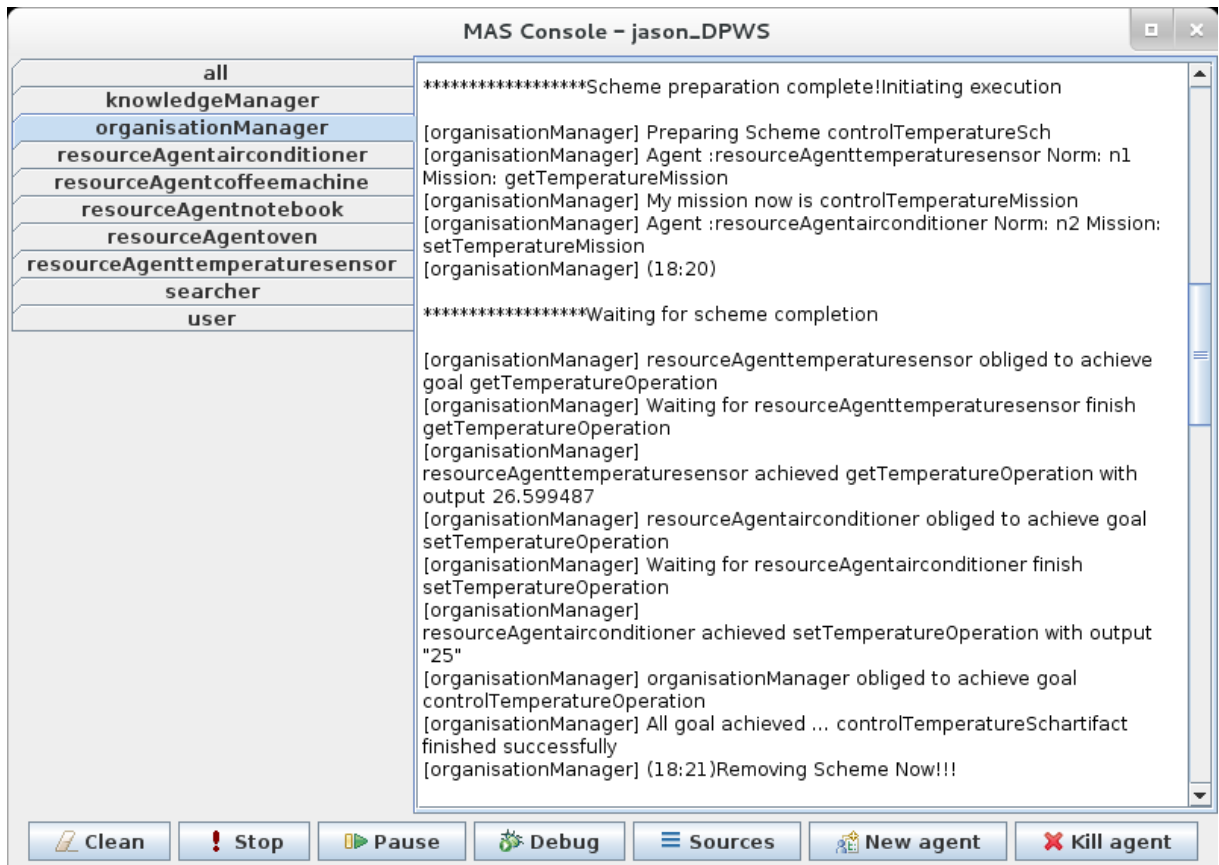 MAS Console – jason_DPWS
all
knowledgeManager
organisationManager
resourceAgentairconditioner
resourceAgentcoffeemachine
resourceAgentnotebook
resourceAgentoven
resourceAgenttemperaturesensor
searcher
user
******************Scheme preparation complete!Initiating execution
[organisationManager] Preparing Scheme controlTemperatureSch
[organisationManager] Agent :resourceAgenttemperaturesensor Norm: n1
Mission: getTemperatureMission
[organisationManager] My mission now is controlTemperatureMission
[organisationManager] Agent :resourceAgentairconditioner Norm: n2 Mission:
setTemperatureMission
[organisationManager] (18:20)
******************Waiting for scheme completion
[organisationManager] resourceAgenttemperaturesensor obliged to achieve
goal getTemperatureOperation
[organisationManager] Waiting for resourceAgenttemperaturesensor finish
getTemperatureOperation
[organisationManager]
resourceAgenttemperaturesensor achieved getTemperatureOperation with
output 26.599487
[organisationManager] resourceAgentairconditioner obliged to achieve goal
setTemperatureOperation
[organisationManager] Waiting for resourceAgentairconditioner finish
setTemperatureOperation
[organisationManager]
resourceAgentairconditioner achieved setTemperatureOperation with output
"25"
[organisationManager] organisationManager obliged to achieve goal
controlTemperatureOperation
[organisationManager] All goal achieved ... controlTemperatureSchartifact
finished successfully
[organisationManager] (18:21)Removing Scheme Now!!!
Clean
Stop
Pause
Debug
Sources
New agent
Kill agent